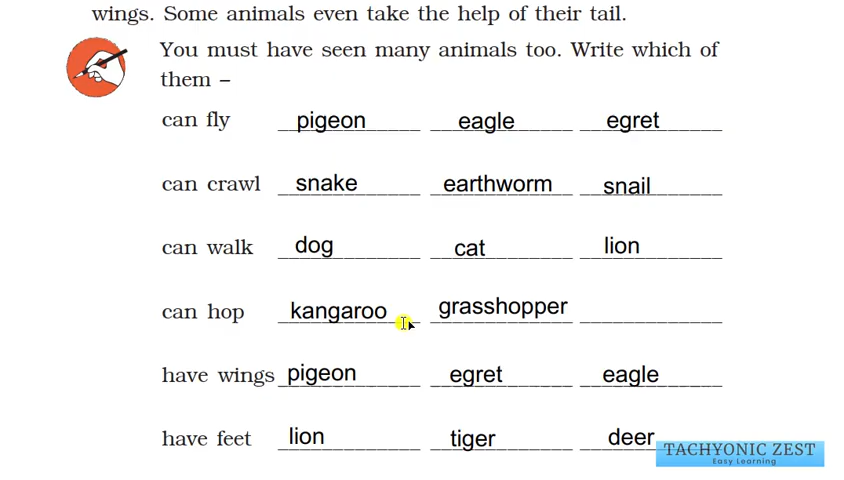 wings. Some animals even take the help of their tail.
You must have seen many animals too. Write which of
them –
can fly pigeon eagle egret
can crawl snake earthworm snail
can walk dog cat lion
can hop kangaroo grasshopper
have wings pigeon egret eagle
have feet lion tiger deer
TACHYONIC ZEST
Easy Learning